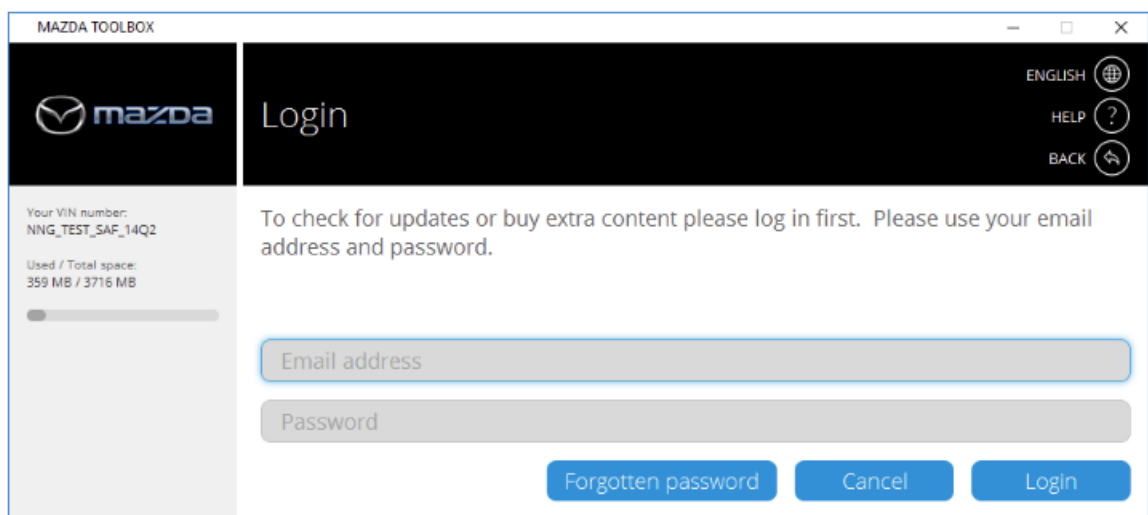 MAZDA TOOLBOX
mazda
Login
ENGLISH
HELP ?
BACK
Your VIN number:
NNG_TEST_SAF_14Q2
Used / Total space:
359 MB / 3716 MB
To check for updates or buy extra content please log in first. Please use your email
address and password.
Email address
Password
Forgotten password
Cancel
Login